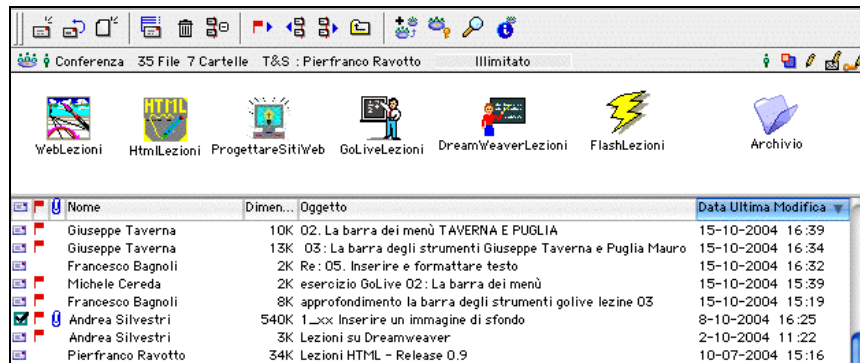 Conferenza 35 File 7 Cartelle T&S : Pierfranco Ravotto Illimitato
HTML
WebLezioni HtmlLezioni ProgettareSitiWeb GoLiveLezioni DreamWeaverLezioni FlashLezioni Archivio
Nome Dimen... Oggetto Data Ultima Modifica
Giuseppe Taverna 10K 02. La barra dei menù TAVERNA E PUGLIA 15-10-2004 16:39
Giuseppe Taverna 13K 03: La barra degli strumenti Giuseppe Taverna e Puglia Mauro 15-10-2004 16:34
Francesco Bagnoli 2K Re: 05. Inserire e formattare testo 15-10-2004 16:32
Michele Cereda 2K esercizio GoLive 02: La barra dei menù 15-10-2004 15:39
Francesco Bagnoli 8K approfondimento la barra degli strumenti golive lezine 03 15-10-2004 15:19
Andrea Silvestri 540K 1_xx Inserire un immagine di sfondo 8-10-2004 16:25
Andrea Silvestri 3K Lezioni su Dreamweaver 2-10-2004 11:22
Pierfranco Ravotto 34K Lezioni HTML - Release 0.9 10-07-2004 15:16